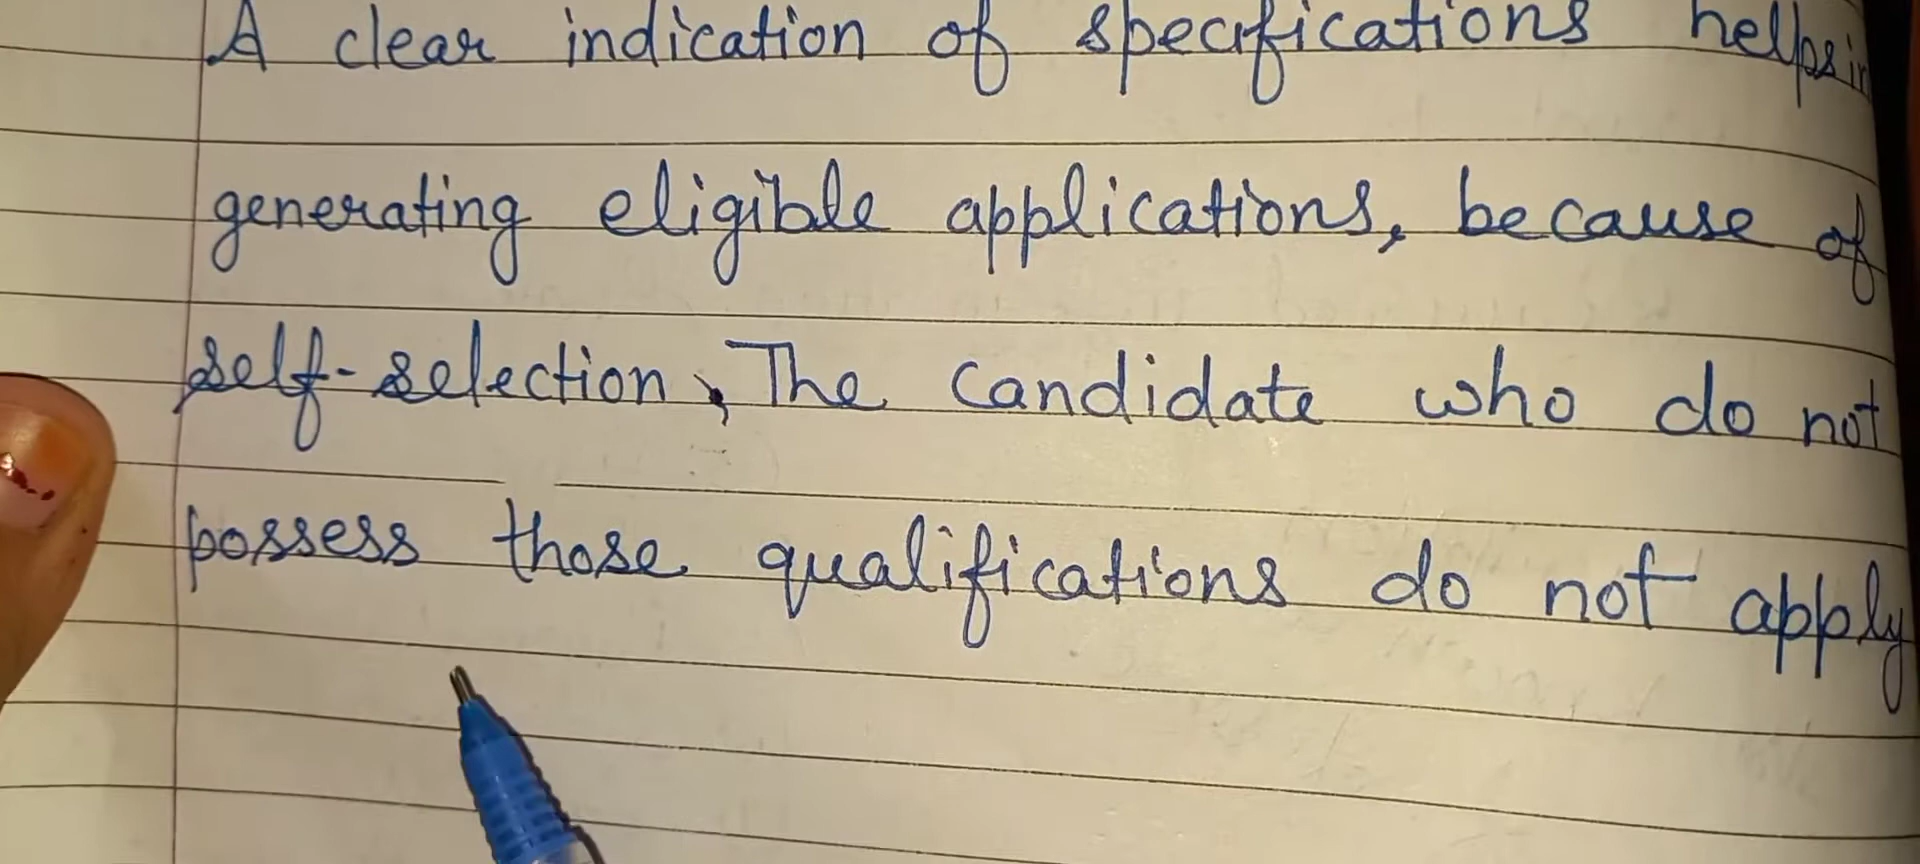 A clear indication of specifications helps in
generating eligible applications, because of
self-selection, The candidate who do not
possess those qualifications do not apply